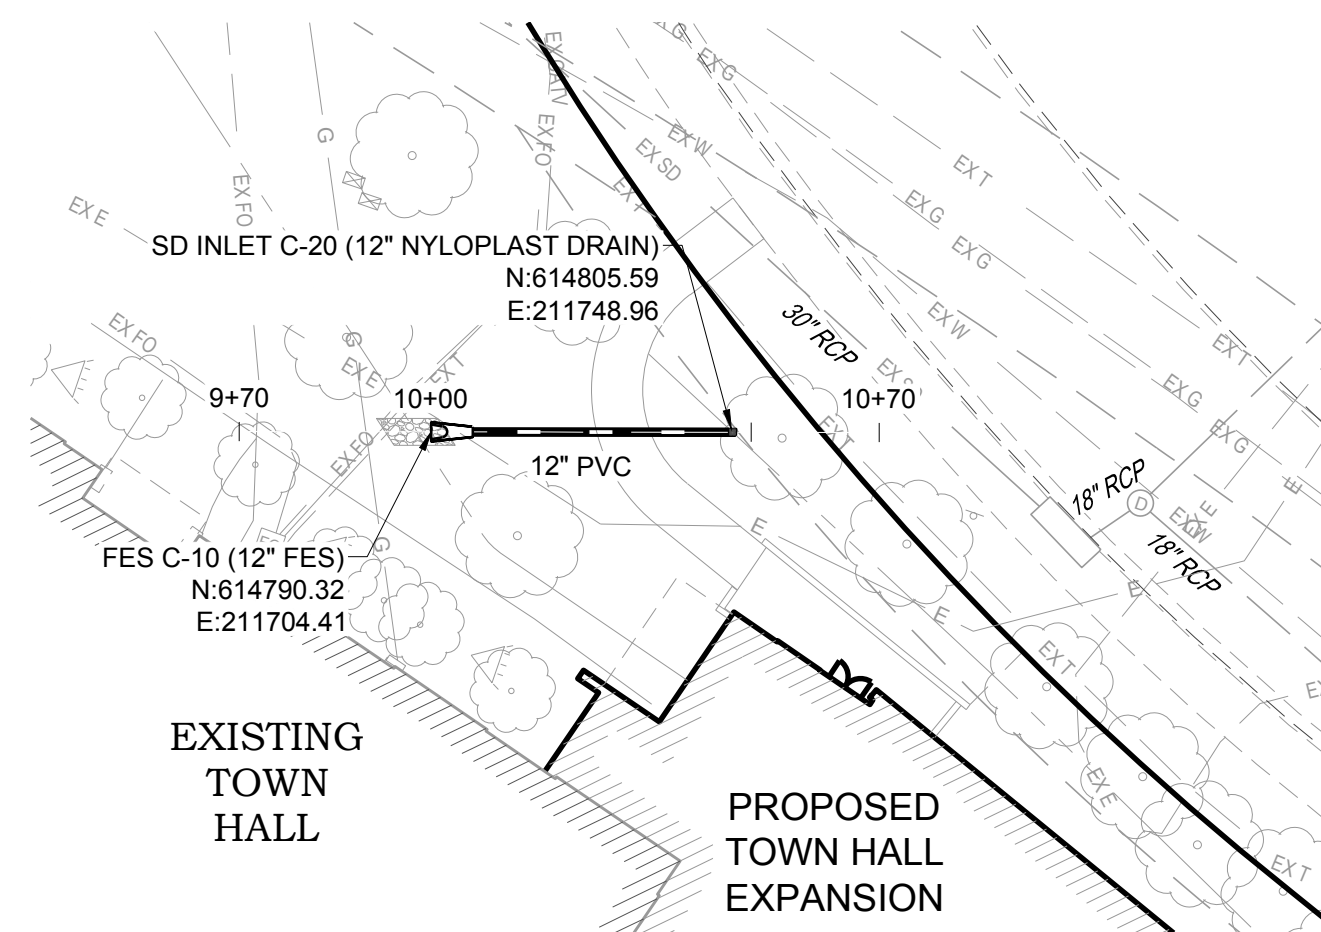 EX G
EX CATV
EX G
G
EX FO
EX W
EX SD
EX T
EX FO
EX E
EX G
SD INLET C-20 (12" NYLOPLAST DRAIN)
N:614805.59
E:211748.96
EX G
30" RCP
EX W
EX FO
G
EX E
EX T
EX T
9+70
10+00
10+70
EX G
EX T
EX G
EX FO
12" PVC
18" RCP
E
D
E
EX W
G
FES C-10 (12" FES)
N:614790.32
E:211704.41
18" RCP
E
E
EX T
EXISTING
TOWN
HALL
EX E
PROPOSED
TOWN HALL
EXPANSION
EX T